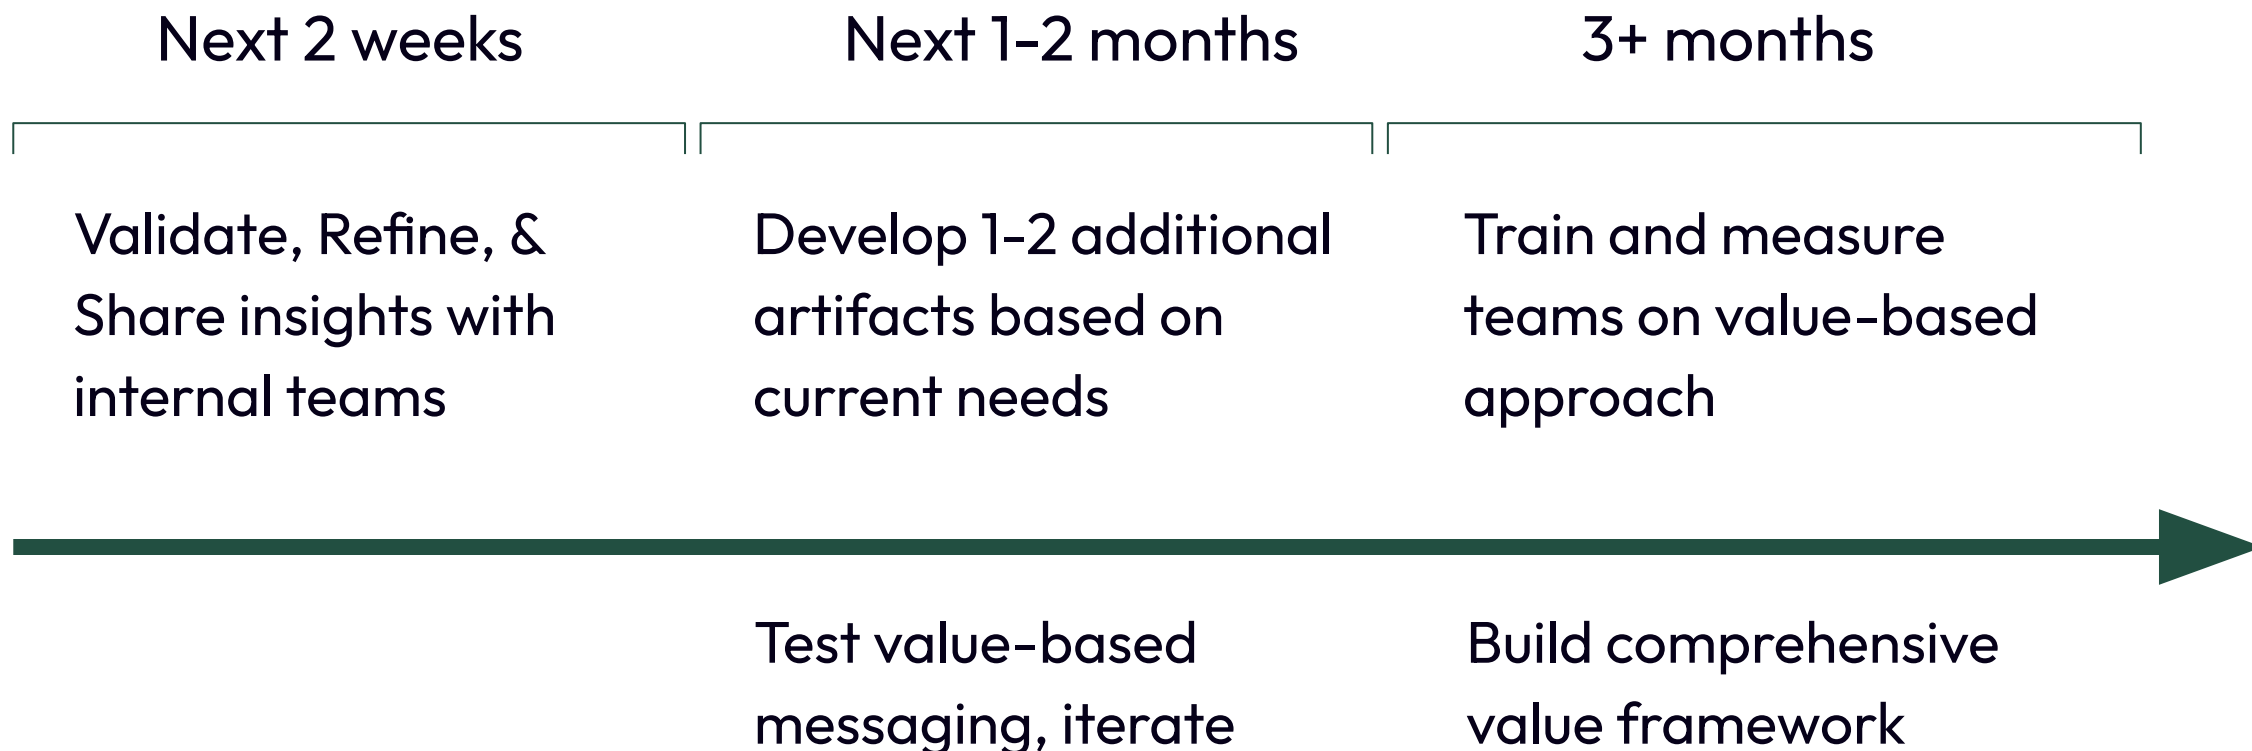 Next 2 weeks
Next 1-2 months
3+ months
Validate, Refine, &
Share insights with
internal teams
Develop 1-2 additional
artifacts based on
current needs
Train and measure
teams on value-based
approach
Test value-based
messaging, iterate
Build comprehensive
value framework